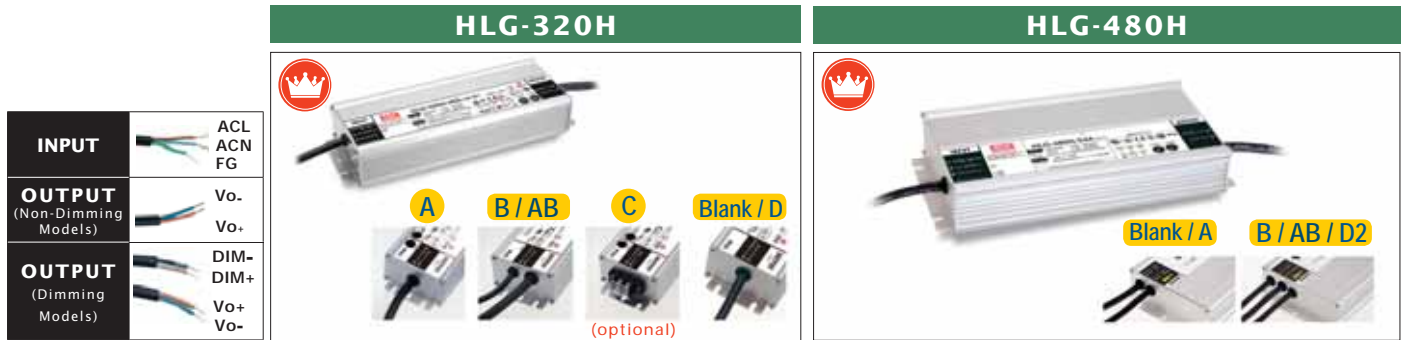 HLG-320H
HLG-480H
INPUT
ACL
ACN
FG
OUTPUT
(Non-Dimming
Models)
Vo-
Vo+
OUTPUT
(Dimming
Models)
DIM-
DIM+
Vo+
Vo-
A
B / AB
C
Blank / D
(optional)
Blank / A
B / AB / D2